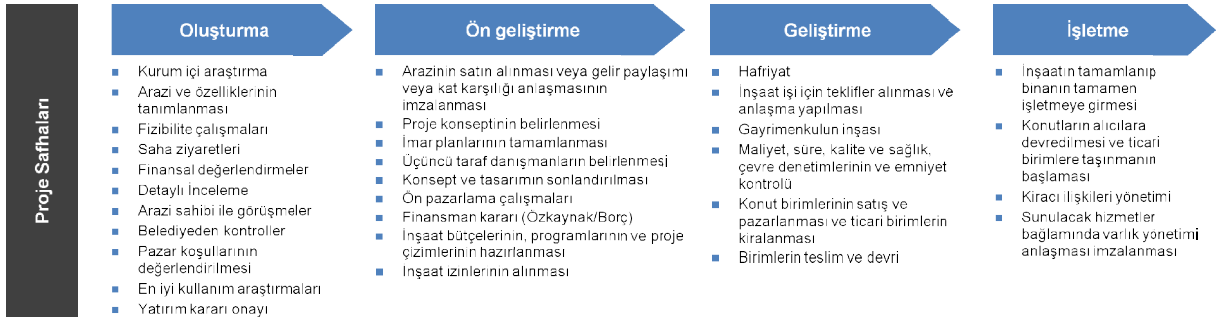 Proje Safhaları
Oluşturma
Kurum içi araştırma
Arazi ve özelliklerinin
tanımlanması
Fizibilite çalışmaları
Saha ziyaretleri
Finansal değerlendirmeler
Detaylı İnceleme
Arazi sahibi ile görüşmeler
Belediyeden kontroller
Pazar koşullarının
değerlendirilmesi
En iyi kullanım araştırmaları
Yatırım kararı onayı
Ön geliştirme
Arazinin satın alınması veya gelir paylaşımı
veya kat karşılığı anlaşmasının
imzalanması
Proje konseptinin belirlenmesi
İmar planlarının tamamlanması
Üçüncü taraf danışmanların belirlenmesi
Konsept ve tasarımın sonlandırılması
Ön pazarlama çalışmaları
Finansman kararı (Özkaynak/Borç)
İnşaat bütçelerinin, programlarının ve proje
çizimlerinin hazırlanması
İnşaat izinlerinin alınması
Geliştirme
Hafriyat
İnşaat işi için teklifler alınması ve
anlaşma yapılması
Gayrimenkulun inşası
Maliyet, süre, kalite ve sağlık,
çevre denetimlerinin ve emniyet
kontrolü
Konut birimlerinin satış ve
pazarlanması ve ticari birimlerin
kiralanması
Birimlerin teslim ve devri
İşletme
İnşaatın tamamlanıp
binanın tamamen
işletmeye girmesi
Konutların alıcılara
devredilmesi ve ticari
birimlere taşınmanın
başlaması
Kiracı ilişkileri yönetimi
Sunulacak hizmetler
bağlamında varlık yönetimi
anlaşması imzalanması